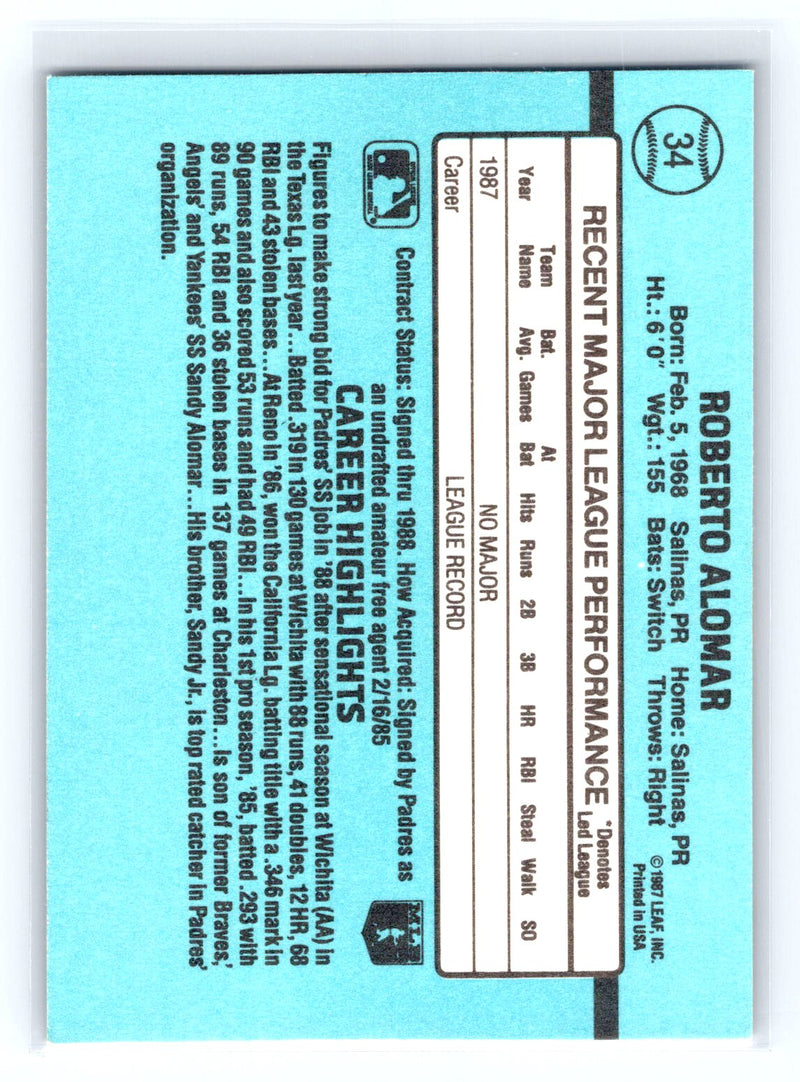 34
ROBERTO ALOMAR
Born: Feb. 5, 1968 Salinas, PR Home: Salinas, PR
Ht.: 6'0" Wgt.: 155 Bats: Switch Throws: Right
©1987 LEAF, INC.
Printed in USA
RECENT MAJOR LEAGUE PERFORMANCE
*Denotes
Led League
Year Team Name Bat. Avg. Games At Bat Hits Runs 2B 3B HR RBI Steal Walk SO
1987 NO MAJOR
Career LEAGUE RECORD
Contract Status: Signed thru 1988. How Acquired: Signed by Padres as
an undrafted amateur free agent 2/16/85
MLB
CAREER HIGHLIGHTS
Figures to make strong bid for Padres' SS job in '88 after sensational season at Wichita (AA) in
the Texas Lg. last year... Batted .319 in 130 games at Wichita with 88 runs, 41 doubles, 12 HR, 68
RBI and 43 stolen bases... At Reno in '86, won the California Lg. batting title with a .346 mark in
90 games and also scored 53 runs and had 49 RBI... In his 1st pro season, '85, batted .293 with
89 runs, 54 RBI and 36 stolen bases in 137 games at Charleston... Is son of former Braves,'
Angels' and Yankees' SS Sandy Alomar... His brother, Sandy Jr., is top rated catcher in Padres'
organization.